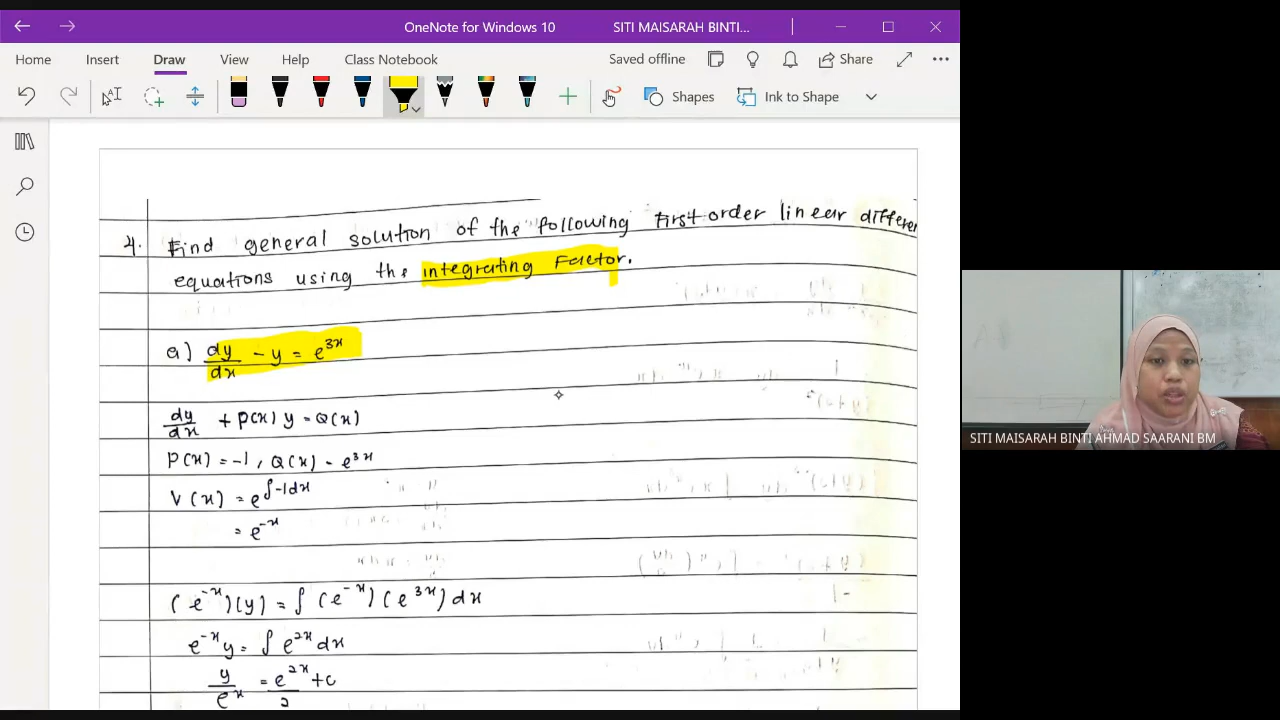 OneNote for Windows 10
SITI MAISARAH BINTI...
Home Insert Draw View Help Class Notebook Saved offline Share
Shapes Ink to Shape
4. Find general solution of the following first order linear differen
equations using the integrating Factor.
a) dy/dx - y = e^3x
dy/dx + P(x) y = Q(x)
P(x) = -1, Q(x) = e^3x
V(x) = e^∫-1dx
= e^-x
(e^-x)(y) = ∫(e^-x)(e^3x) dx
e^-x y = ∫ e^2x dx
y/e^x = e^2x/2 + c
SITI MAISARAH BINTI AHMAD SAARANI BM